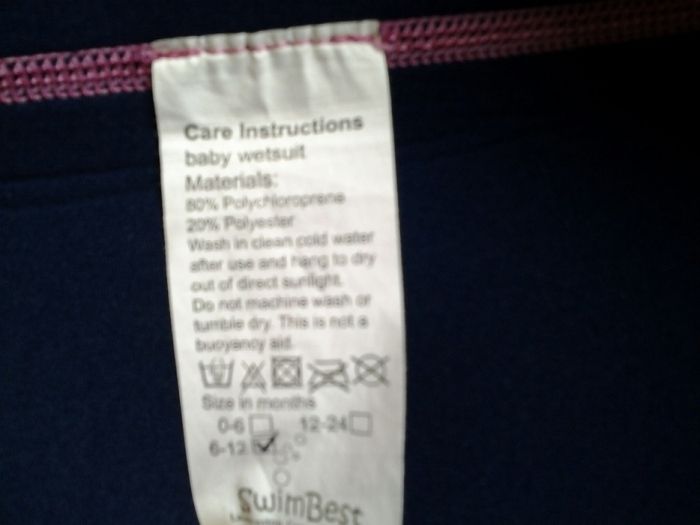 Care Instructions
baby wetsuit
Materials:
80% Polychloroprene
20% Polyester
Wash in clean cold water
after use and hang to dry
out of direct sunlight.
Do not machine wash or
tumble dry. This is not a
buoyancy aid.
Size in months
0-6 12-24
6-12
SwimBest